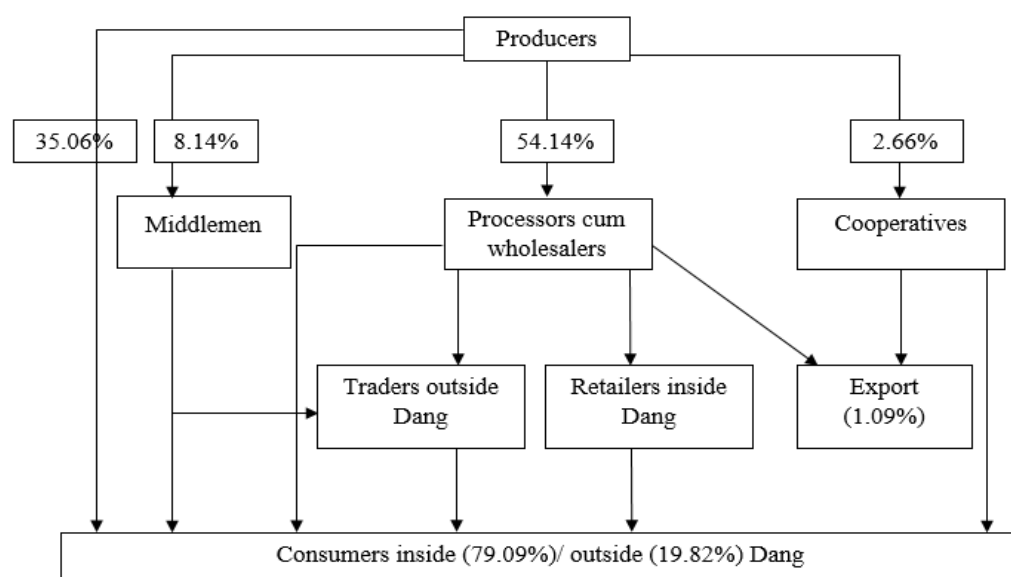 Producers
35.06%
8.14%
54.14%
2.66%
Middlemen
Processors cum
wholesalers
Cooperatives
Traders outside
Dang
Retailers inside
Dang
Export
(1.09%)
Consumers inside (79.09%)/ outside (19.82%) Dang